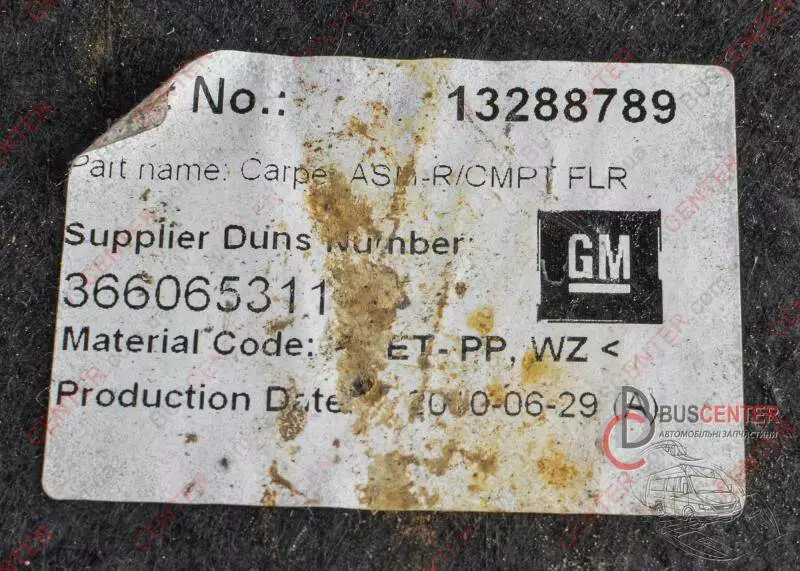 No.: 13288789
Part name: Carpet ASM-R/CMPT FLR
Supplier Duns Number:
366065311
GM
Material Code: ET-PP, WZ <
Production Date: 2010-06-29 (A)
BUSCENTER
АВТОМОБІЛЬНІ ЗАПЧАСТИНИ